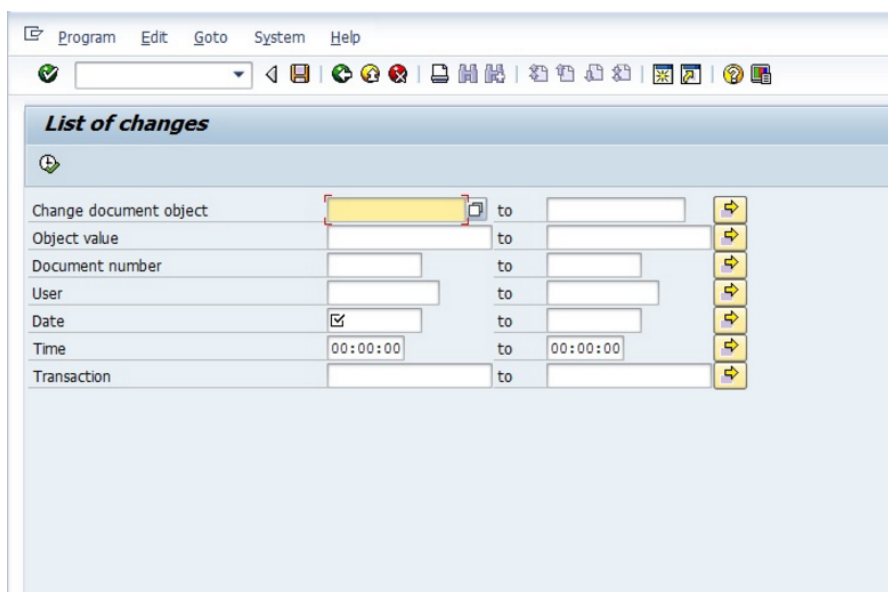 Program Edit Goto System Help
List of changes
Change document object to
Object value to
Document number to
User to
Date to
Time 00:00:00 to 00:00:00
Transaction to